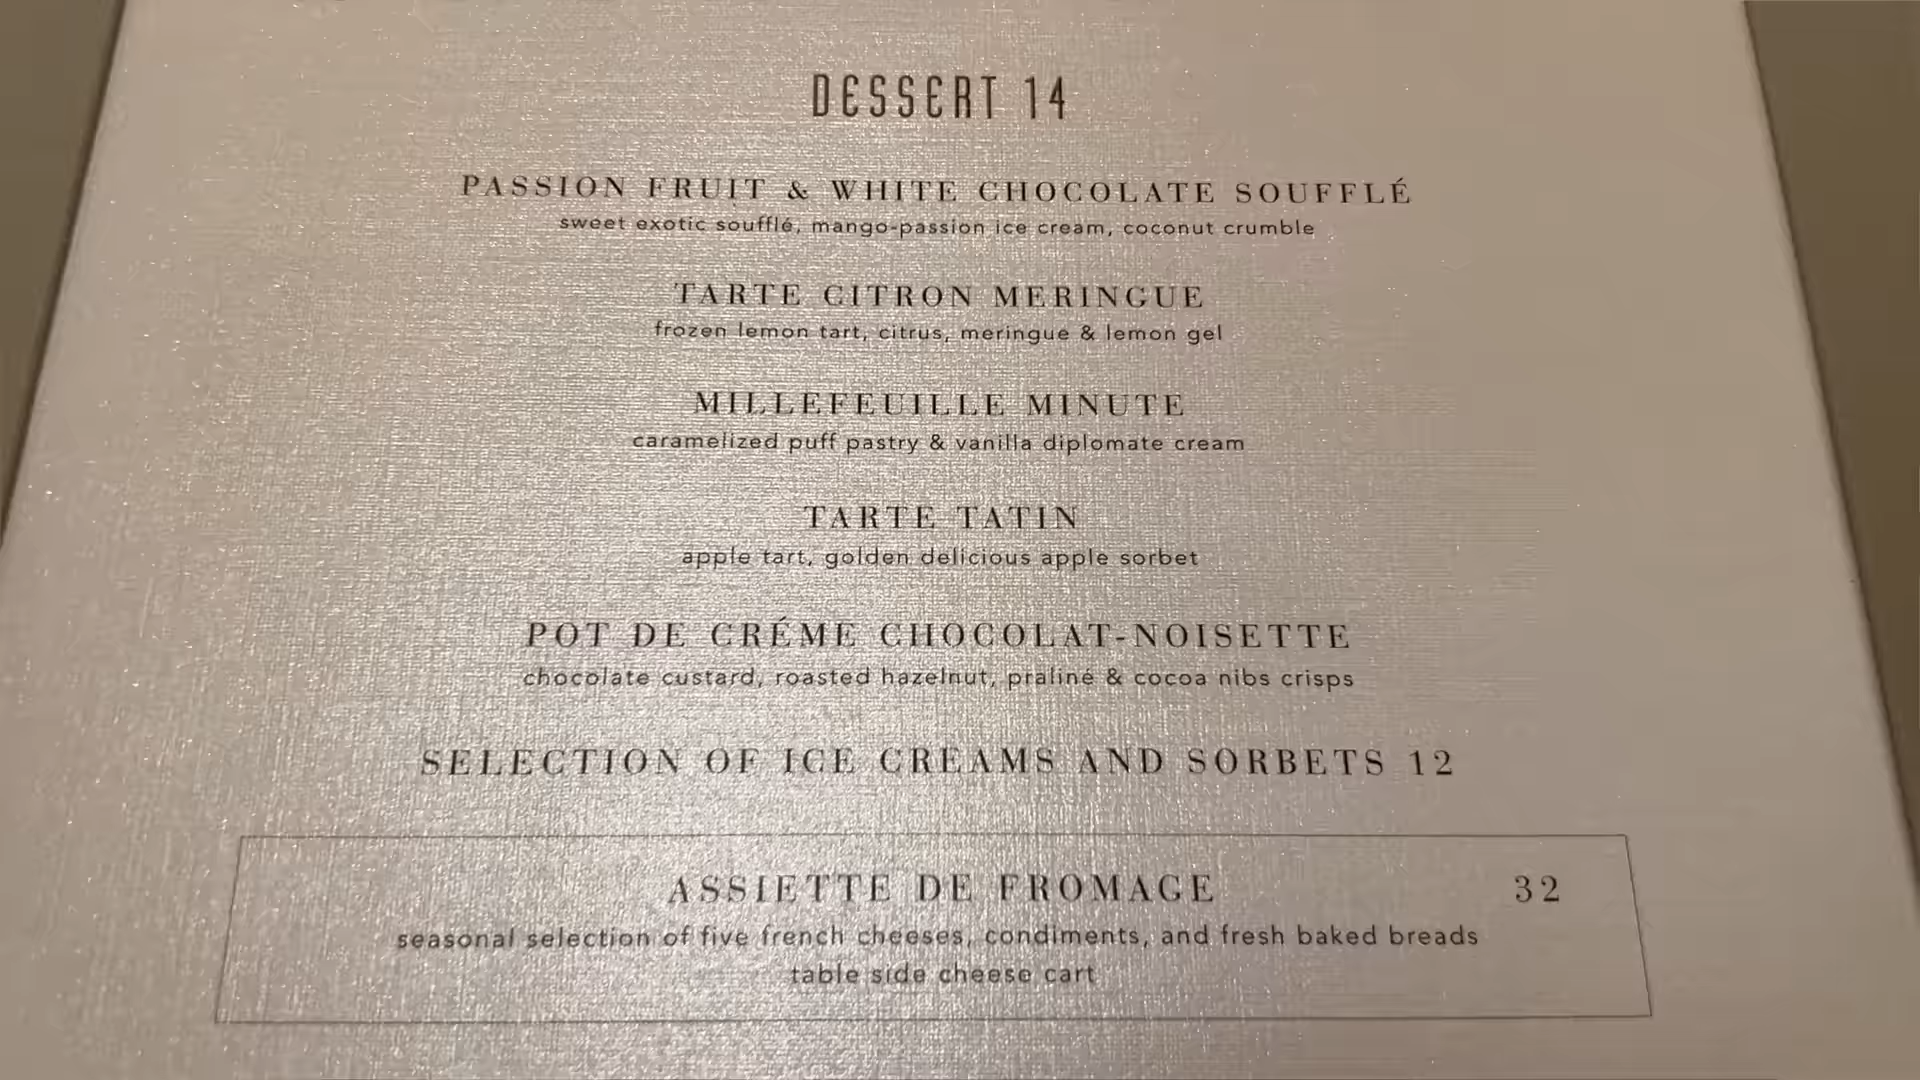 DESSERT 14
PASSION FRUIT & WHITE CHOCOLATE SOUFFLÉ
sweet exotic soufflé, mango-passion ice cream, coconut crumble
TARTE CITRON MERINGUE
frozen lemon tart, citrus, meringue & lemon gel
MILLEFEUILLE MINUTE
caramelized puff pastry & vanilla diplomate cream
TARTE TATIN
apple tart, golden delicious apple sorbet
POT DE CRÉME CHOCOLAT-NOISETTE
chocolate custard, roasted hazelnut, praliné & cocoa nibs crisps
SELECTION OF ICE CREAMS AND SORBETS 12
ASSIETTE DE FROMAGE 32
seasonal selection of five french cheeses, condiments, and fresh baked breads
table side cheese cart